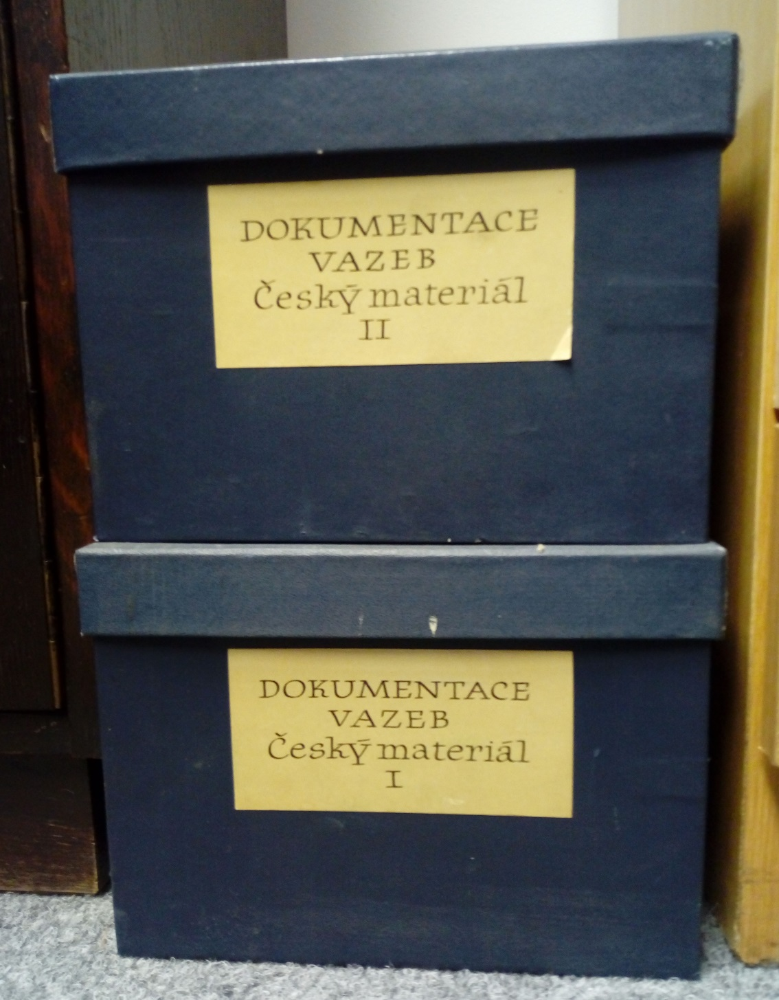 DOKUMENTACE
VAZEB
Český materiál
II
DOKUMENTACE
VAZEB
Český materiál
I